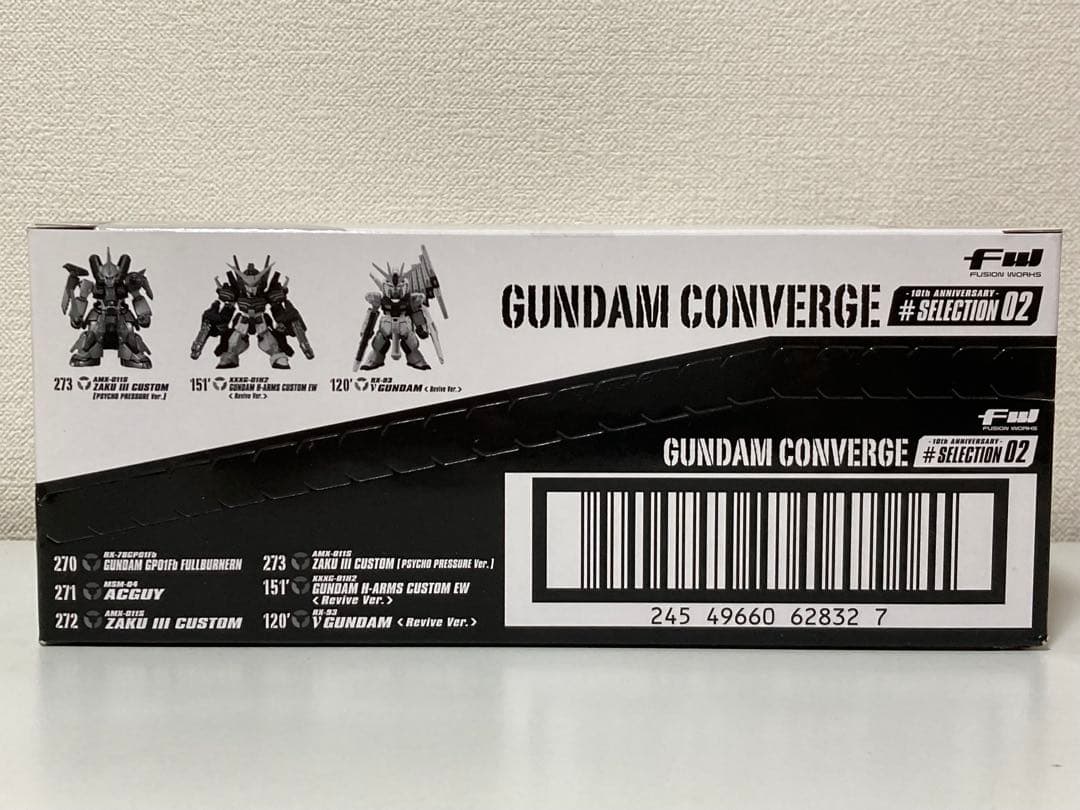 FW
FUSION WORKS
GUNDAM CONVERGE
-10th ANNIVERSARY-
#SELECTION 02
273 AMX-011S
ZAKU III CUSTOM
[PSYCHO PRESSURE Ver.]
151' XXXG-01H2
GUNDAM H-ARMS CUSTOM EW
<Revive Ver.>
120' RX-93
νGUNDAM <Revive Ver.>
FW
FUSION WORKS
GUNDAM CONVERGE
-10th ANNIVERSARY-
#SELECTION 02
270 RX-78GP01Fb
GUNDAM GP01Fb FULLBURNERN
271 MSM-04
ACGUY
272 AMX-011S
ZAKU III CUSTOM
273 AMX-011S
ZAKU III CUSTOM [PSYCHO PRESSURE Ver.]
151' XXXG-01H2
GUNDAM H-ARMS CUSTOM EW
<Revive Ver.>
120' RX-93
νGUNDAM <Revive Ver.>
245 49660 62832 7